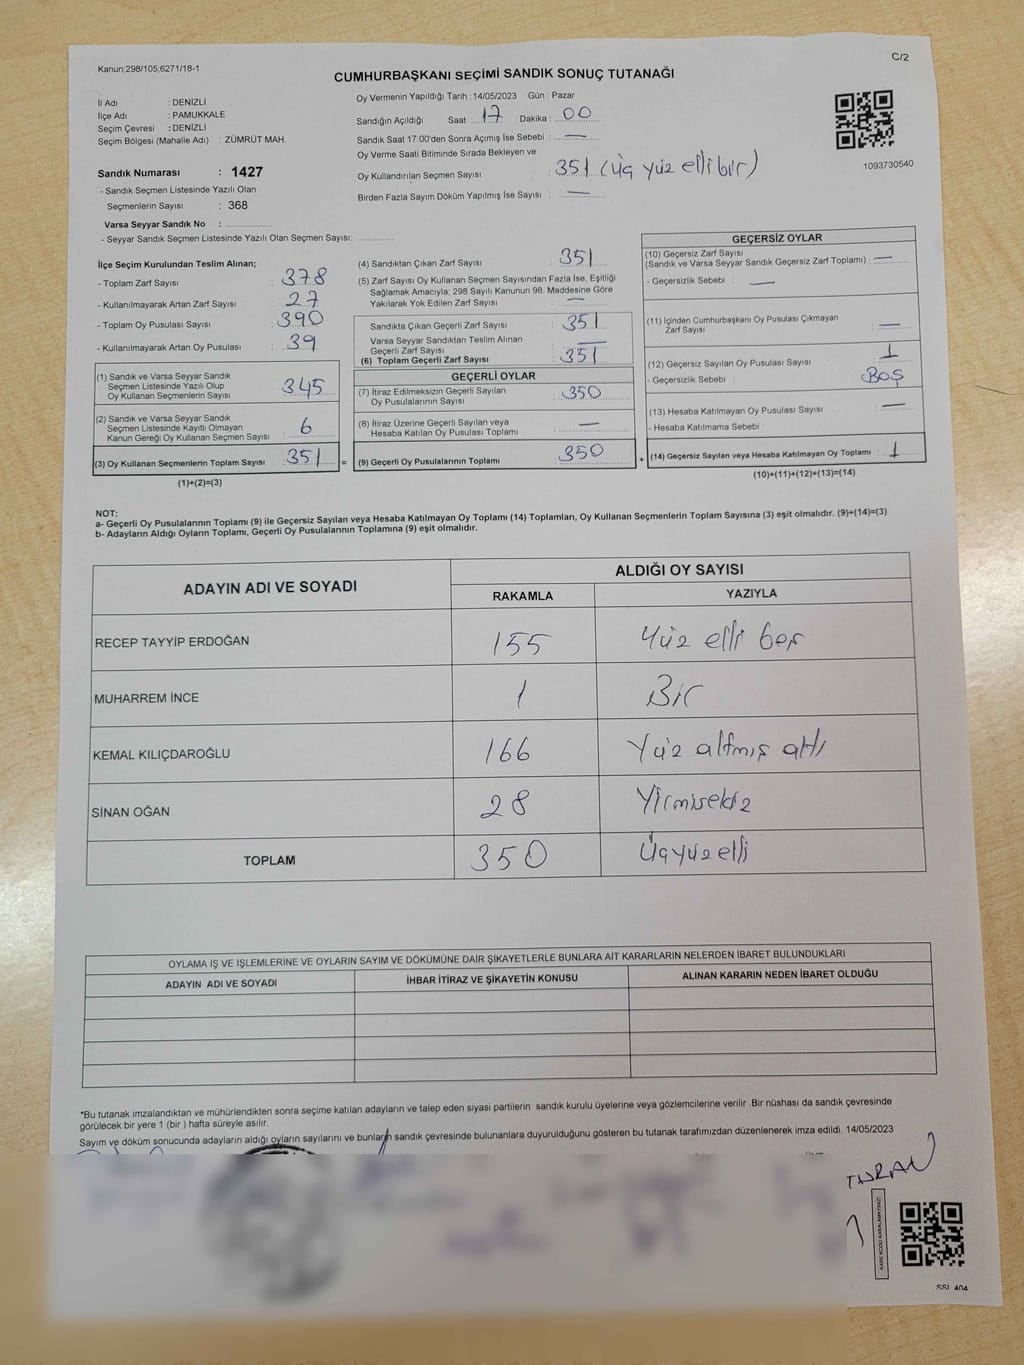 Kanun;298/105;6271/18-1
C/2
CUMHURBAŞKANI SEÇİMİ SANDIK SONUÇ TUTANAĞI
İl Adı : DENİZLİ
İlçe Adı : PAMUKKALE
Seçim Çevresi : DENİZLİ
Seçim Bölgesi (Mahalle Adı) : ZÜMRÜT MAH.
Sandık Numarası : 1427
- Sandık Seçmen Listesinde Yazılı Olan
Seçmenlerin Sayısı : 368
Varsa Seyyar Sandık No :
- Seyyar Sandık Seçmen Listesinde Yazılı Olan Seçmen Sayısı:
Oy Vermenin Yapıldığı Tarih :14/05/2023 Gün : Pazar
Sandığın Açıldığı Saat : 17 Dakika : 00
Sandık Saat 17:00'den Sonra Açımış İse Sebebi : —
Oy Verme Saati Bitiminde Sırada Bekleyen ve
Oy Kullandırılan Seçmen Sayısı : 351 (Üç yüz elli bir)
Birden Fazla Sayım Döküm Yapılmış İse Sayısı : —
1093730540
İlçe Seçim Kurulundan Teslim Alınan;
- Toplam Zarf Sayısı : 378
- Kullanılmayarak Artan Zarf Sayısı : 27
- Toplam Oy Pusulası Sayısı : 390
- Kullanılmayarak Artan Oy Pusulası : 39
(1) Sandık ve Varsa Seyyar Sandık
Seçmen Listesinde Yazılı Olup
Oy Kullanan Seçmenlerin Sayısı : 345
(2) Sandık ve Varsa Seyyar Sandık
Seçmen Listesinde Kayıtlı Olmayan
Kanun Gereği Oy Kullanan Seçmen Sayısı : 6
(3) Oy Kullanan Seçmenlerin Toplam Sayısı : 351 =
(1)+(2)=(3)
(4) Sandıktan Çıkan Zarf Sayısı : 351
(5) Zarf Sayısı Oy Kullanan Seçmen Sayısından Fazla İse, Eşitliği
Sağlamak Amacıyla; 298 Sayılı Kanunun 98. Maddesine Göre
Yakılarak Yok Edilen Zarf Sayısı : —
Sandıkta Çıkan Geçerli Zarf Sayısı : 351
Varsa Seyyar Sandıktan Teslim Alınan
Geçerli Zarf Sayısı : —
(6) Toplam Geçerli Zarf Sayısı : 351
GEÇERLİ OYLAR
(7) İtiraz Edilmeksizin Geçerli Sayılan
Oy Pusulalarının Sayısı : 350
(8) İtiraz Üzerine Geçerli Sayılan veya
Hesaba Katılan Oy Pusulası Toplamı : —
(9) Geçerli Oy Pusulalarının Toplamı : 350 +
GEÇERSİZ OYLAR
(10) Geçersiz Zarf Sayısı
(Sandık ve Varsa Seyyar Sandık Geçersiz Zarf Toplamı) : —
- Geçersizlik Sebebi : —
(11) İçinden Cumhurbaşkanı Oy Pusulası Çıkmayan
Zarf Sayısı : —
(12) Geçersiz Sayılan Oy Pusulası Sayısı : 1
- Geçersizlik Sebebi : BOŞ
(13) Hesaba Katılmayan Oy Pusulası Sayısı : —
- Hesaba Katılmama Sebebi :
(14) Geçersiz Sayılan veya Hesaba Katılmayan Oy Toplamı : 1
(10)+(11)+(12)+(13)=(14)
NOT:
a- Geçerli Oy Pusulalarının Toplamı (9) ile Geçersiz Sayılan veya Hesaba Katılmayan Oy Toplamı (14) Toplamları, Oy Kullanan Seçmenlerin Toplam Sayısına (3) eşit olmalıdır. (9)+(14)=(3)
b- Adayların Aldığı Oyların Toplamı, Geçerli Oy Pusulalarının Toplamına (9) eşit olmalıdır.
ADAYIN ADI VE SOYADI ALDIĞI OY SAYISI
RAKAMLA YAZIYLA
RECEP TAYYİP ERDOĞAN 155 Yüz elli beş
MUHARREM İNCE 1 Bir
KEMAL KILIÇDAROĞLU 166 Yüz altmış altı
SİNAN OĞAN 28 Yirmisekiz
TOPLAM 350 Üçyüzelli
OYLAMA İŞ VE İŞLEMLERİNE VE OYLARIN SAYIM VE DÖKÜMÜNE DAİR ŞİKAYETLERLE BUNLARA AİT KARARLARIN NELERDEN İBARET BULUNDUKLARI
ADAYIN ADI VE SOYADI İHBAR İTİRAZ VE ŞİKAYETİN KONUSU ALINAN KARARIN NEDEN İBARET OLDUĞU
*Bu tutanak imzalandıktan ve mühürlendikten sonra seçime katılan adayların ve talep eden siyasi partilerin sandık kurulu üyelerine veya gözlemcilerine verilir .Bir nüshası da sandık çevresinde
görülecek bir yere 1 (bir ) hafta süreyle asılır.
Sayım ve döküm sonucunda adayların aldığı oyların sayılarını ve bunların sandık çevresinde bulunanlara duyurulduğunu gösteren bu tutanak tarafımızdan düzenlenerek imza edildi. 14/05/2023
TURAN
KARE KODU KARALAMAYINIZ!